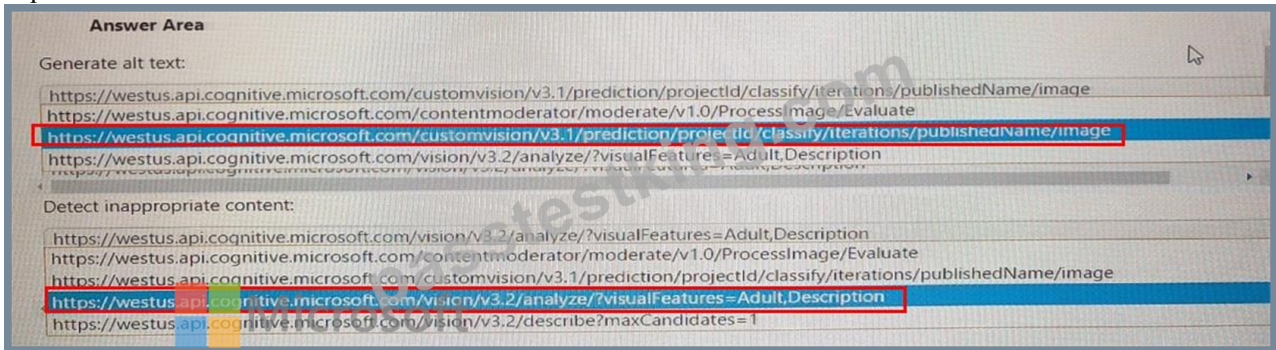 Answer Area
Generate alt text:
https://westus.api.cognitive.microsoft.com/customvision/v3.1/prediction/projectId/classify/iterations/publishedName/image
https://westus.api.cognitive.microsoft.com/contentmoderator/moderate/v1.0/ProcessImage/Evaluate
https://westus.api.cognitive.microsoft.com/customvision/v3.1/prediction/projectId/classify/iterations/publishedName/image
https://westus.api.cognitive.microsoft.com/vision/v3.2/analyze/?visualFeatures=Adult,Description
Detect inappropriate content:
https://westus.api.cognitive.microsoft.com/vision/v3.2/analyze/?visualFeatures=Adult,Description
https://westus.api.cognitive.microsoft.com/contentmoderator/moderate/v1.0/ProcessImage/Evaluate
https://westus.api.cognitive.microsoft.com/customvision/v3.1/prediction/projectId/classify/iterations/publishedName/image
https://westus.api.cognitive.microsoft.com/vision/v3.2/analyze/?visualFeatures=Adult,Description
https://westus.api.cognitive.microsoft.com/vision/v3.2/describe?maxCandidates=1
passtestking.com
Microsoft